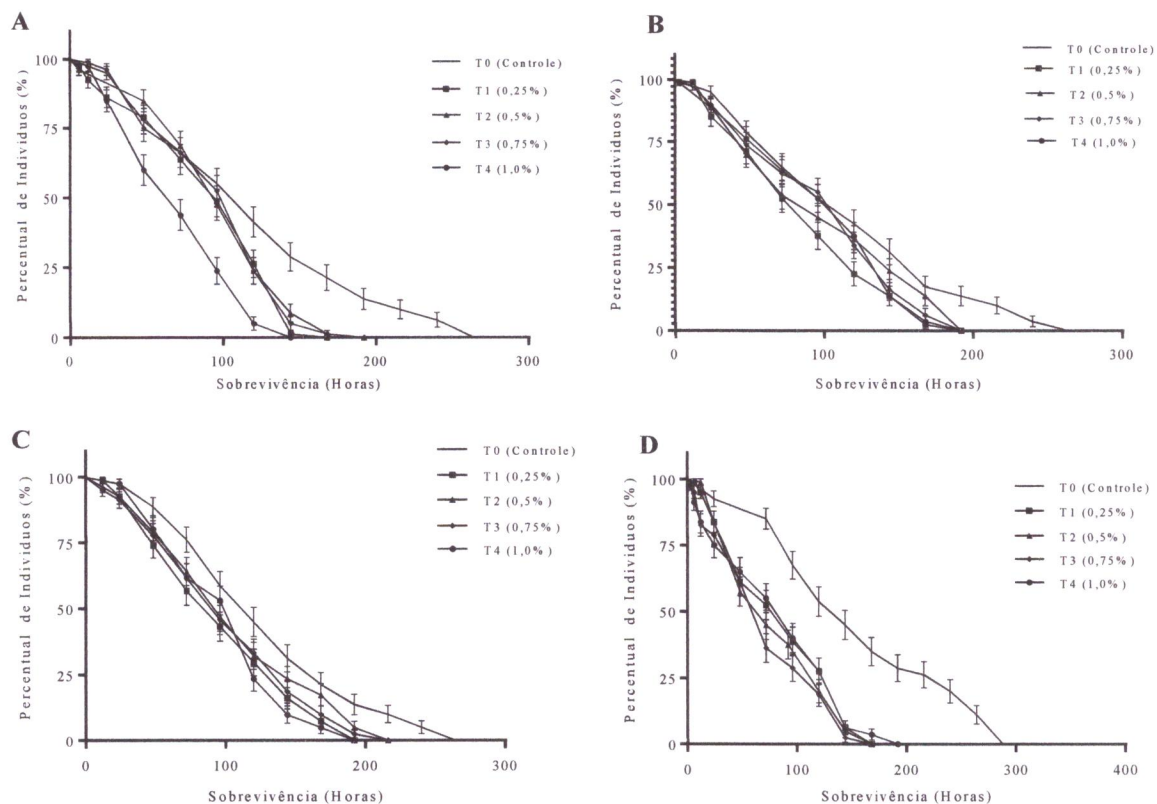 A
Percentual de Individuos (%)
100
75
50
25
0
0 100 200 300
Sobrevivência (Horas)
T0 (Controle)
T1 (0,25%)
T2 (0,5%)
T3 (0,75%)
T4 (1,0%)
B
Percentual de Individuos (%)
100
75
50
25
0
0 100 200 300
Sobrevivência (Horas)
T0 (Controle)
T1 (0,25%)
T2 (0,5%)
T3 (0,75%)
T4 (1,0%)
C
Percentual de Individuos (%)
100
75
50
25
0
0 100 200 300
Sobrevivência (Horas)
T0 (Controle)
T1 (0,25%)
T2 (0,5%)
T3 (0,75%)
T4 (1,0%)
D
Percentual de Individuos (%)
100
75
50
25
0
0 100 200 300 400
Sobrevivência (Horas)
T0 (Controle)
T1 (0,25%)
T2 (0,5%)
T3 (0,75%)
T4 (1,0%)